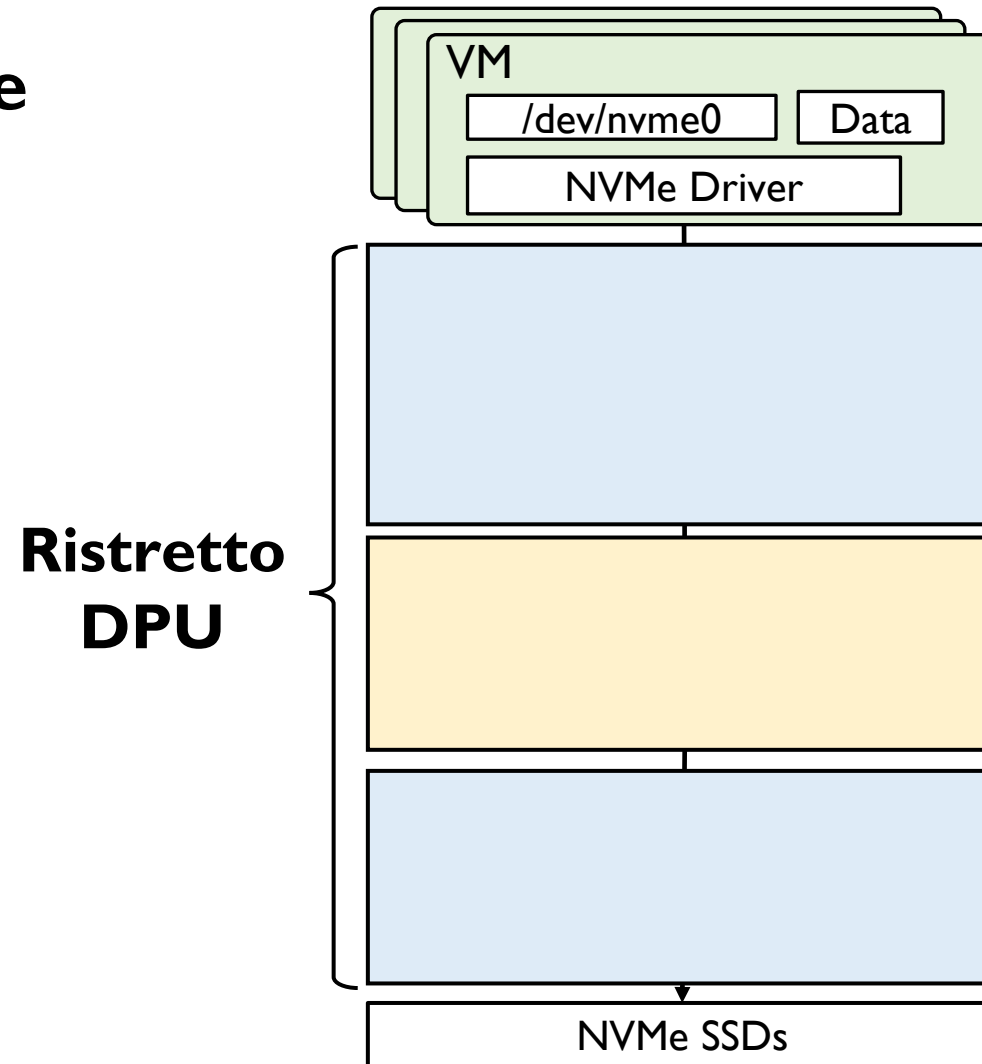 VM
/dev/nvme0
Data
NVMe Driver
Ristretto
DPU
NVMe SSDs